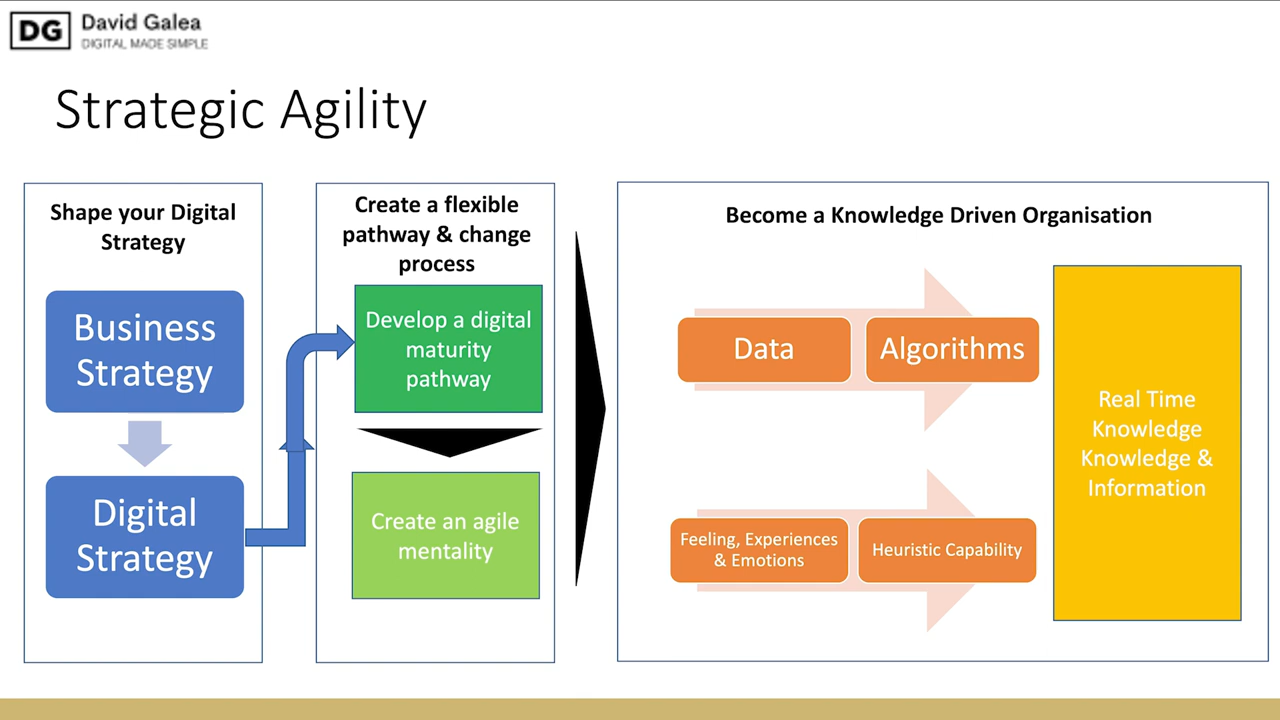 DG
David Galea
DIGITAL MADE SIMPLE
Strategic Agility
Shape your Digital
Strategy
Business
Strategy
Digital
Strategy
Create a flexible
pathway & change
process
Develop a digital
maturity
pathway
Create an agile
mentality
Become a Knowledge Driven Organisation
Data
Algorithms
Feeling, Experiences
& Emotions
Heuristic Capability
Real Time
Knowledge
Knowledge &
Information